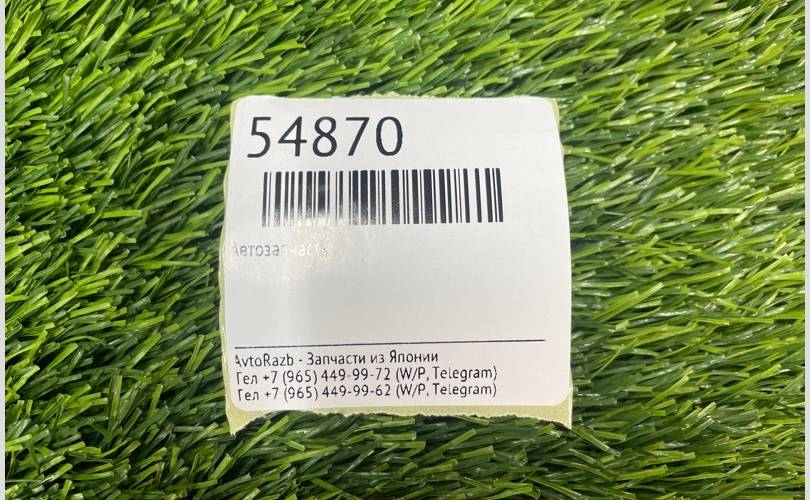 54870
Автозапчасть
AvtoRazb - Запчасти из Японии
Тел +7 (965) 449-99-72 (W/P, Telegram)
Тел +7 (965) 449-99-62 (W/P, Telegram)